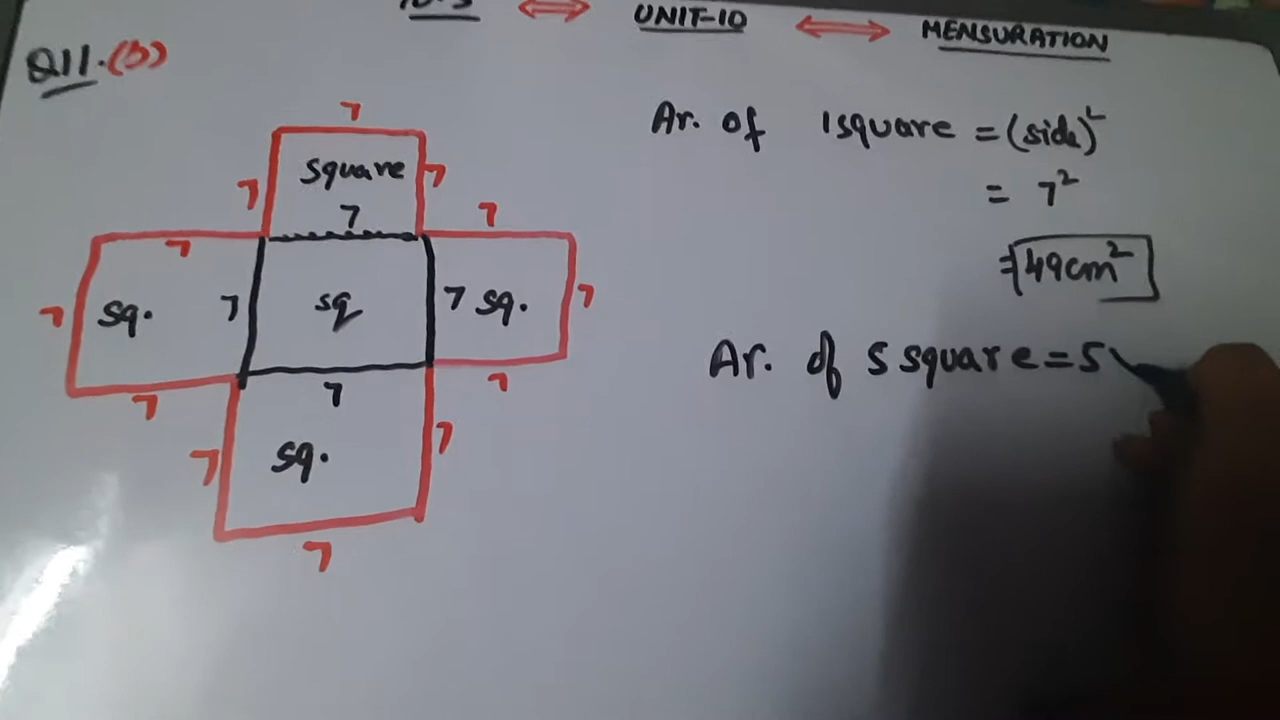 UNIT-10 MENSURATION
Q11.(b)
7
square
7 7
7
7 7
7 sq. 7 sq 7 sq. 7
7 7 7
7 sq. 7
7
Ar. of 1square = (side)²
= 7²
= 49cm²
Ar. of 5 square = 5